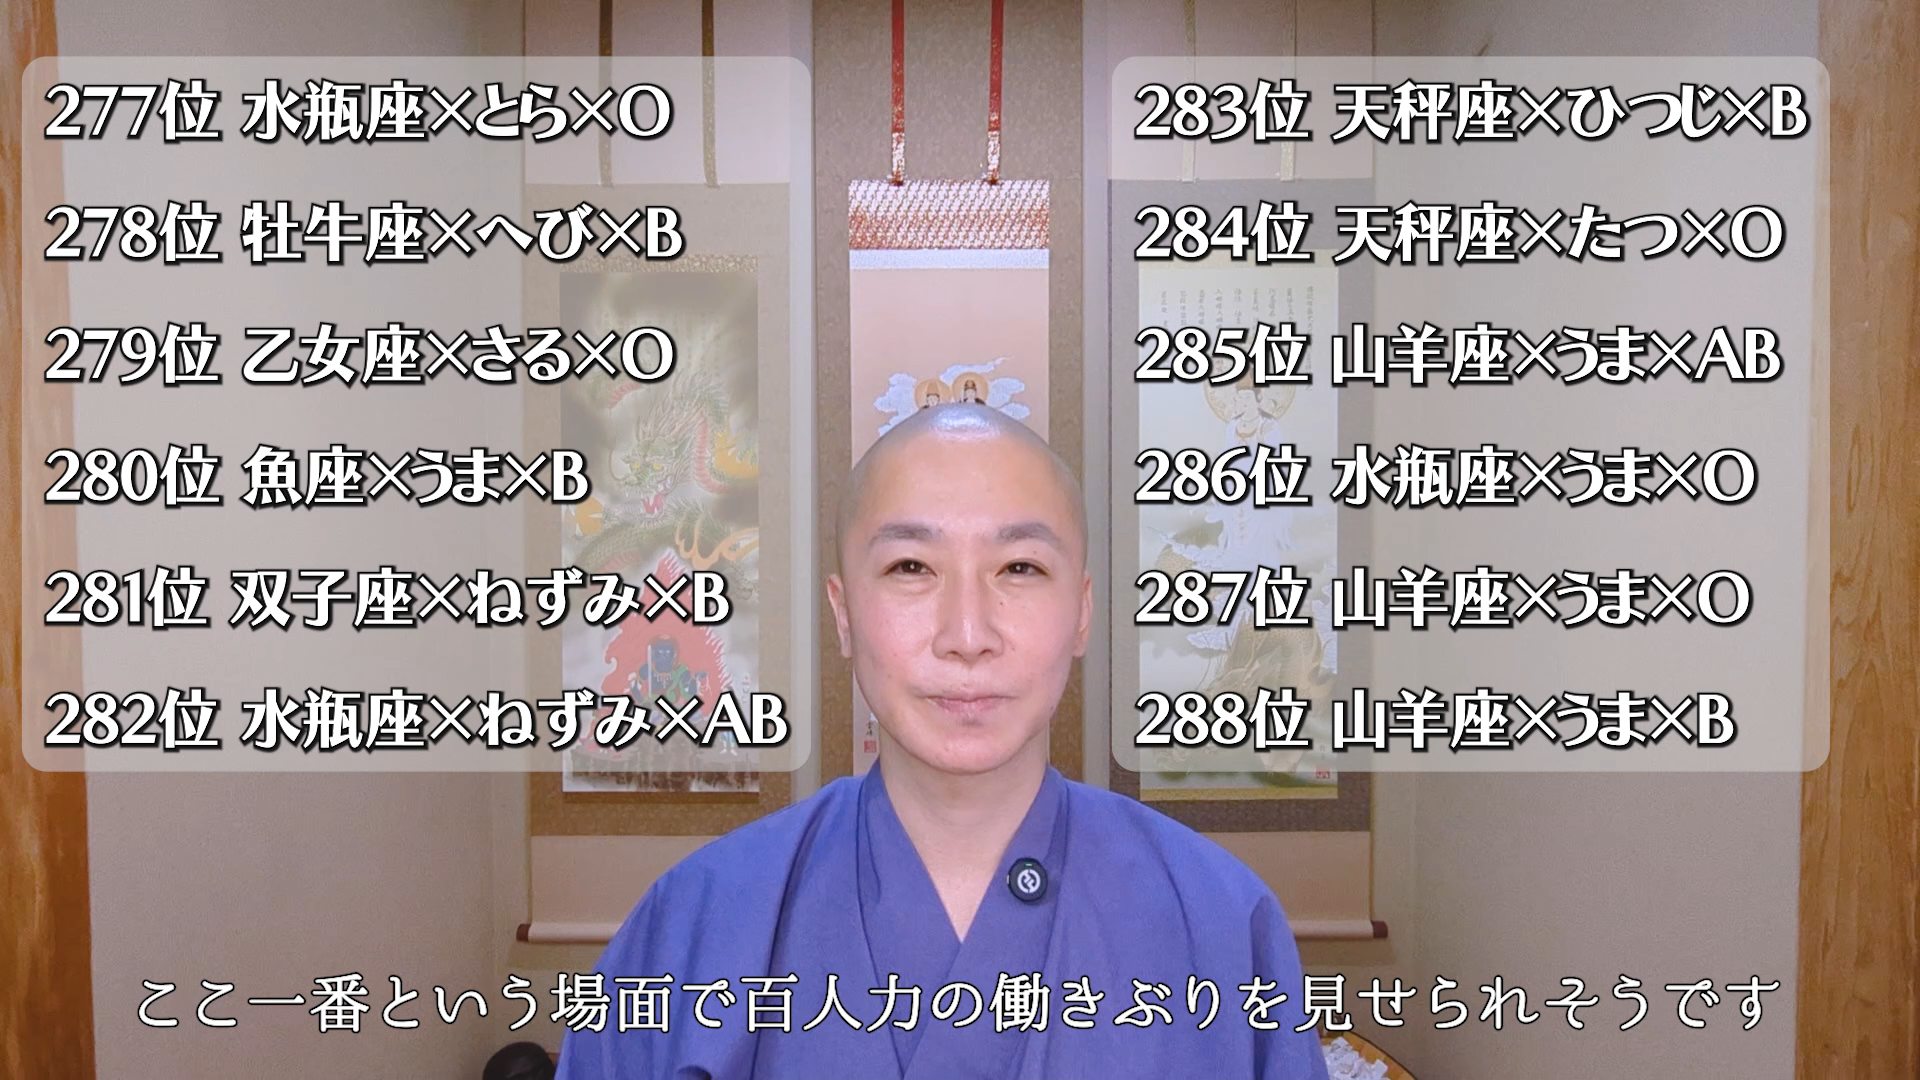 277位 水瓶座×とら×O
278位 牡牛座×へび×B
279位 乙女座×さる×O
280位 魚座×うま×B
281位 双子座×ねずみ×B
282位 水瓶座×ねずみ×AB
283位 天秤座×ひつじ×B
284位 天秤座×たつ×O
285位 山羊座×うま×AB
286位 水瓶座×うま×O
287位 山羊座×うま×O
288位 山羊座×うま×B
ここ一番という場面で百人力の働きぶりを見せられそうです